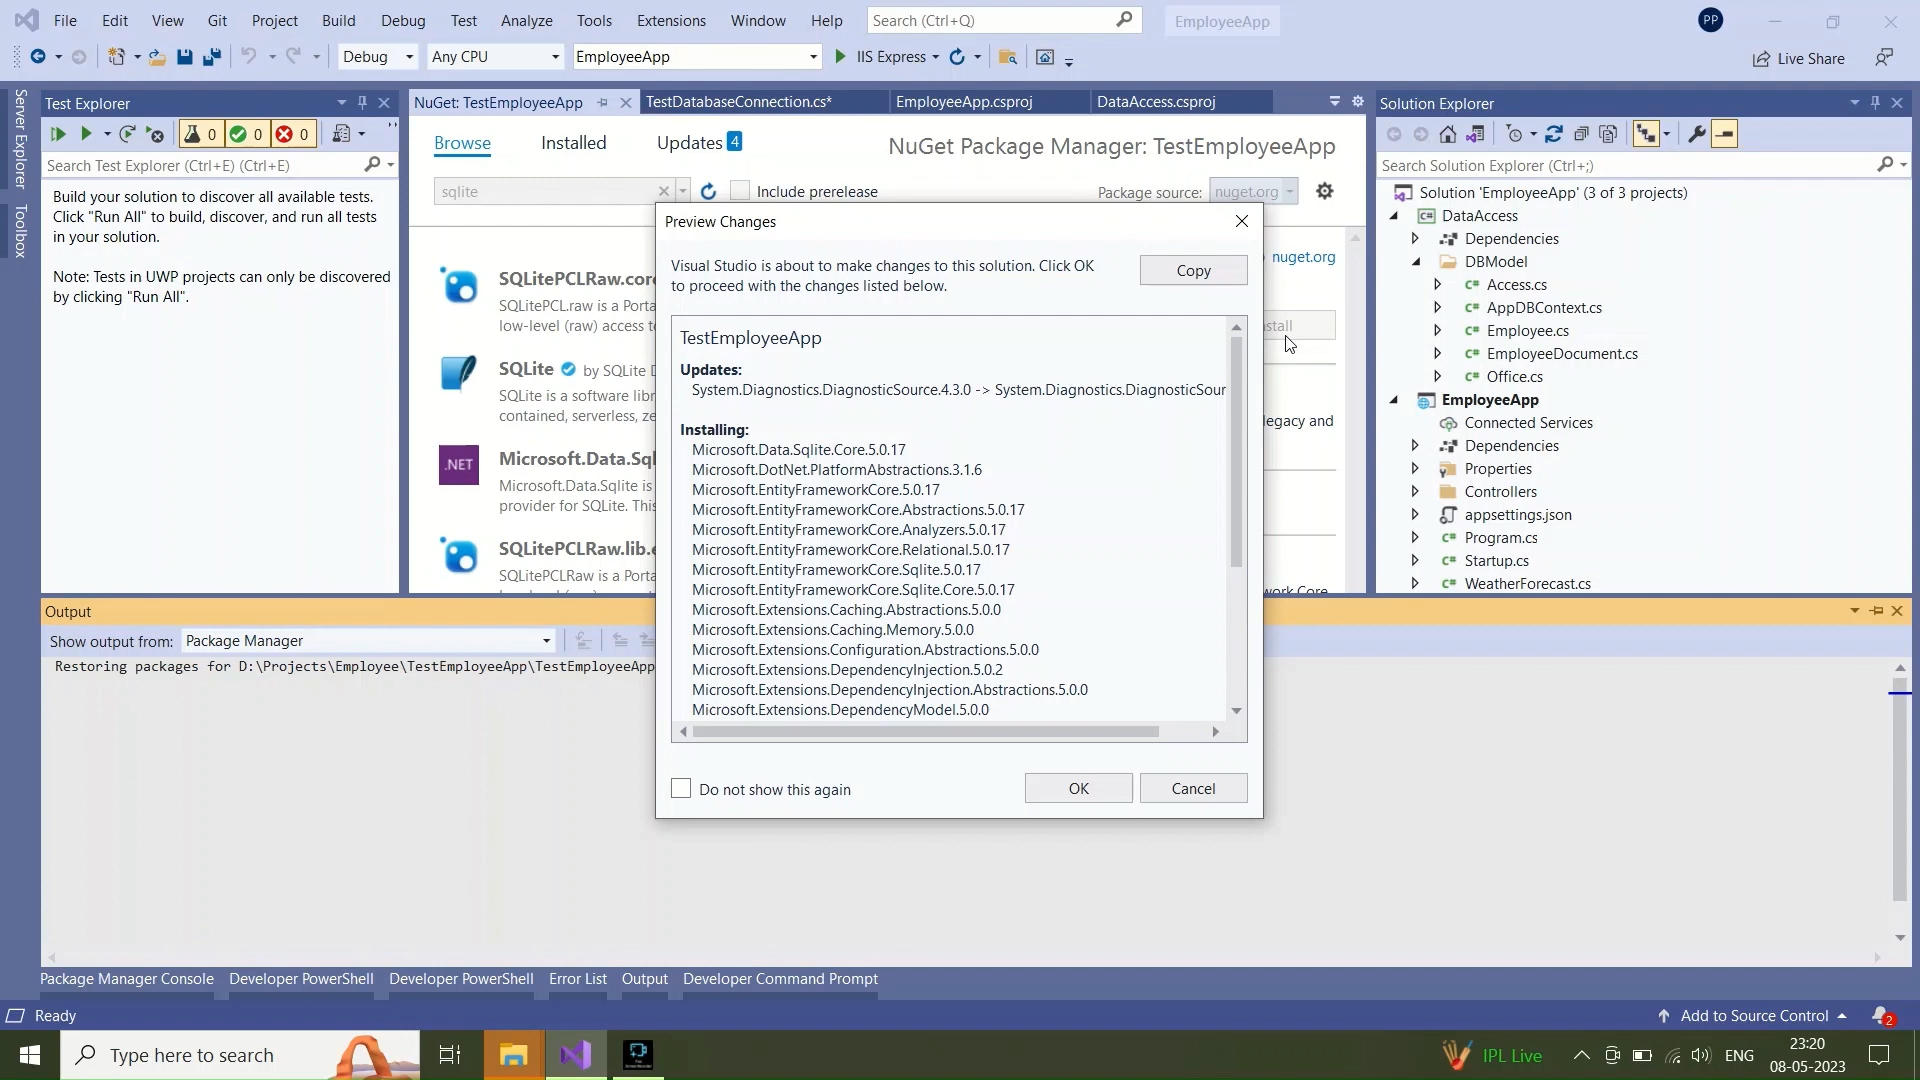 File Edit View Git Project Build Debug Test Analyze Tools Extensions Window Help Search (Ctrl+Q) EmployeeApp PP
Debug Any CPU EmployeeApp IIS Express Live Share
Server Explorer
Toolbox
Test Explorer
0 0 0
Search Test Explorer (Ctrl+E) (Ctrl+E)
Build your solution to discover all available tests.
Click "Run All" to build, discover, and run all tests
in your solution.
Note: Tests in UWP projects can only be discovered
by clicking "Run All".
NuGet: TestEmployeeApp TestDatabaseConnection.cs* EmployeeApp.csproj DataAccess.csproj
Browse Installed Updates 4 NuGet Package Manager: TestEmployeeApp
sqlite Include prerelease Package source: nuget.org
SQLitePCLRaw.core
SQLitePCL.raw is a Porta
low-level (raw) access to
SQLite by SQLite D
SQLite is a software libr
contained, serverless, ze
.NET Microsoft.Data.Sql
Microsoft.Data.Sqlite is
provider for SQLite. This
SQLitePCLRaw.lib.e
SQLitePCLRaw is a Porta
nuget.org
stall
legacy and
work Core
Preview Changes
Visual Studio is about to make changes to this solution. Click OK
to proceed with the changes listed below.
Copy
TestEmployeeApp
Updates:
System.Diagnostics.DiagnosticSource.4.3.0 -> System.Diagnostics.DiagnosticSour
Installing:
Microsoft.Data.Sqlite.Core.5.0.17
Microsoft.DotNet.PlatformAbstractions.3.1.6
Microsoft.EntityFrameworkCore.5.0.17
Microsoft.EntityFrameworkCore.Abstractions.5.0.17
Microsoft.EntityFrameworkCore.Analyzers.5.0.17
Microsoft.EntityFrameworkCore.Relational.5.0.17
Microsoft.EntityFrameworkCore.Sqlite.5.0.17
Microsoft.EntityFrameworkCore.Sqlite.Core.5.0.17
Microsoft.Extensions.Caching.Abstractions.5.0.0
Microsoft.Extensions.Caching.Memory.5.0.0
Microsoft.Extensions.Configuration.Abstractions.5.0.0
Microsoft.Extensions.DependencyInjection.5.0.2
Microsoft.Extensions.DependencyInjection.Abstractions.5.0.0
Microsoft.Extensions.DependencyModel.5.0.0
Do not show this again OK Cancel
Solution Explorer
Search Solution Explorer (Ctrl+;)
Solution 'EmployeeApp' (3 of 3 projects)
DataAccess
Dependencies
DBModel
Access.cs
AppDBContext.cs
Employee.cs
EmployeeDocument.cs
Office.cs
EmployeeApp
Connected Services
Dependencies
Properties
Controllers
appsettings.json
Program.cs
Startup.cs
WeatherForecast.cs
Output
Show output from: Package Manager
Restoring packages for D:\Projects\Employee\TestEmployeeApp\TestEmployeeApp
Package Manager Console Developer PowerShell Developer PowerShell Error List Output Developer Command Prompt
Ready Add to Source Control 2
Type here to search IPL Live ENG 23:20
08-05-2023